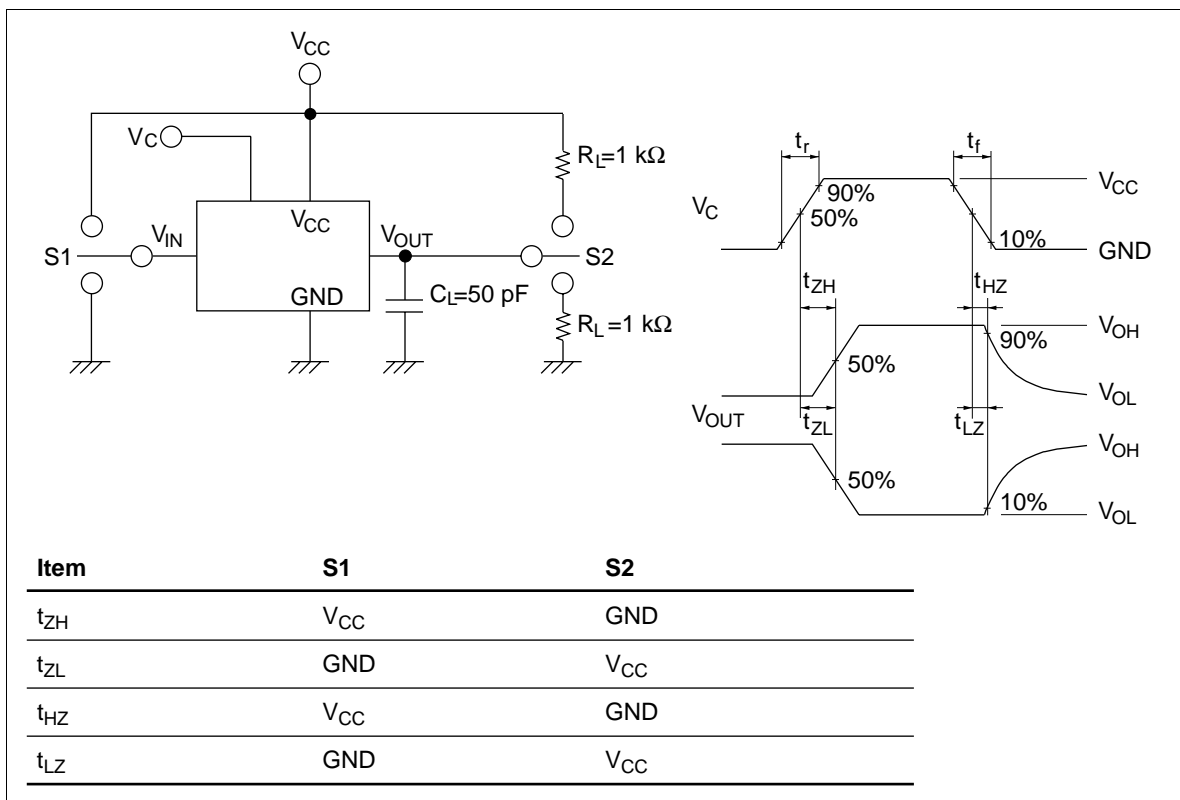 VCC
VC
RL=1 kΩ
VCC
S1
VIN
VOUT
S2
GND
CL=50 pF
RL=1 kΩ
tr
tf
VC
90%
50%
10%
VCC
GND
tZH
tHZ
VOH
90%
50%
VOL
VOUT
tZL
tLZ
VOH
50%
10%
VOL
Item S1 S2
tZH VCC GND
tZL GND VCC
tHZ VCC GND
tLZ GND VCC